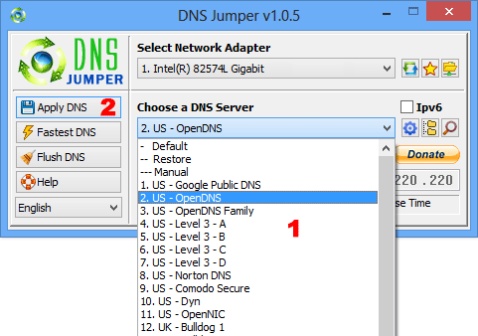 DNS Jumper v1.0.5
DNS
JUMPER
Select Network Adapter
1. Intel(R) 82574L Gigabit
Apply DNS 2
Choose a DNS Server
Ipv6
Fastest DNS
2. US - OpenDNS
Flush DNS
Donate
Help
220 . 220
English
se Time
- Default
-- Restore
--- Manual
1. US - Google Public DNS
2. US - OpenDNS
3. US - OpenDNS Family
4. US - Level 3 - A
5. US - Level 3 - B
1
6. US - Level 3 - C
7. US - Level 3 - D
8. US - Norton DNS
9. US - Comodo Secure
10. US - Dyn
11. US - OpenNIC
12. UK - Bulldog 1